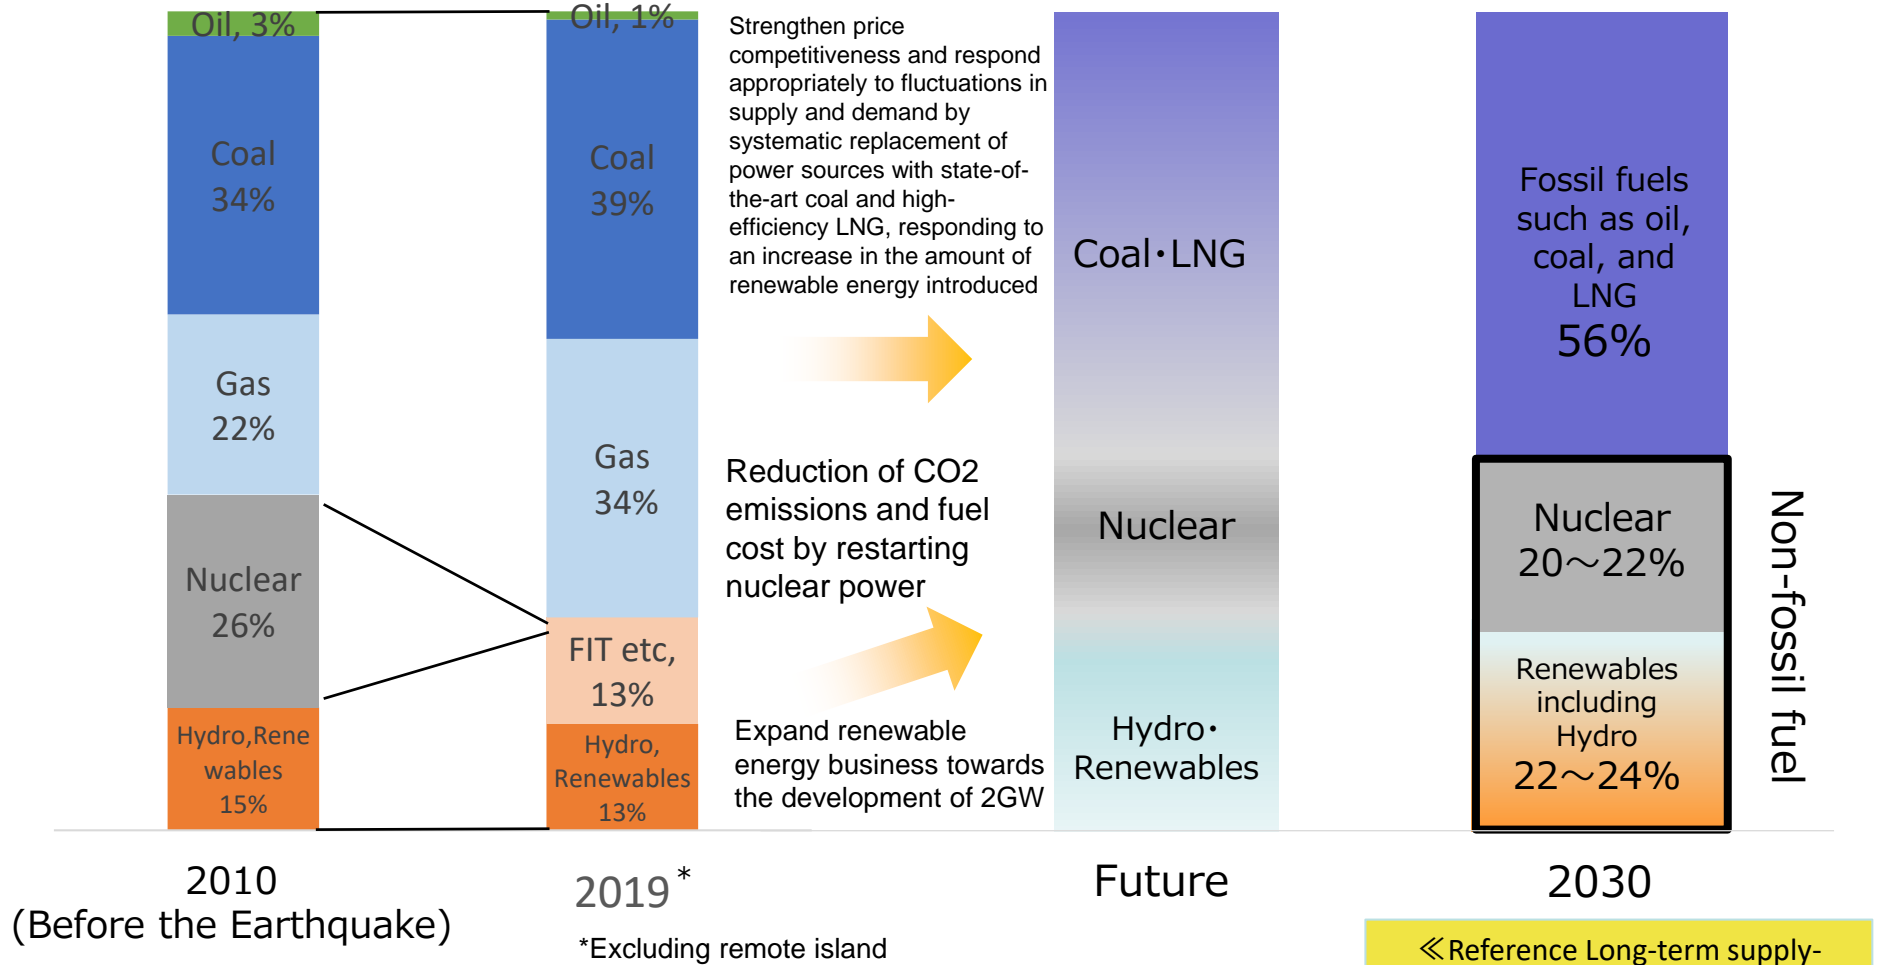 Oil, 3%
Coal
34%
Gas
22%
Nuclear
26%
Hydro,Rene
wables
15%
2010
(Before the Earthquake)
Oil, 1%
Coal
39%
Gas
34%
FIT etc,
13%
Hydro,
Renewables
13%
2019*
*Excluding remote island
Strengthen price
competitiveness and respond
appropriately to fluctuations in
supply and demand by
systematic replacement of
power sources with state-of-
the-art coal and high-
efficiency LNG, responding to
an increase in the amount of
renewable energy introduced
Reduction of CO2
emissions and fuel
cost by restarting
nuclear power
Expand renewable
energy business towards
the development of 2GW
Coal・LNG
Nuclear
Hydro・
Renewables
Future
Fossil fuels
such as oil,
coal, and
LNG
56%
Nuclear
20～22%
Renewables
including
Hydro
22～24%
Non-fossil fuel
2030
≪Reference Long-term supply-